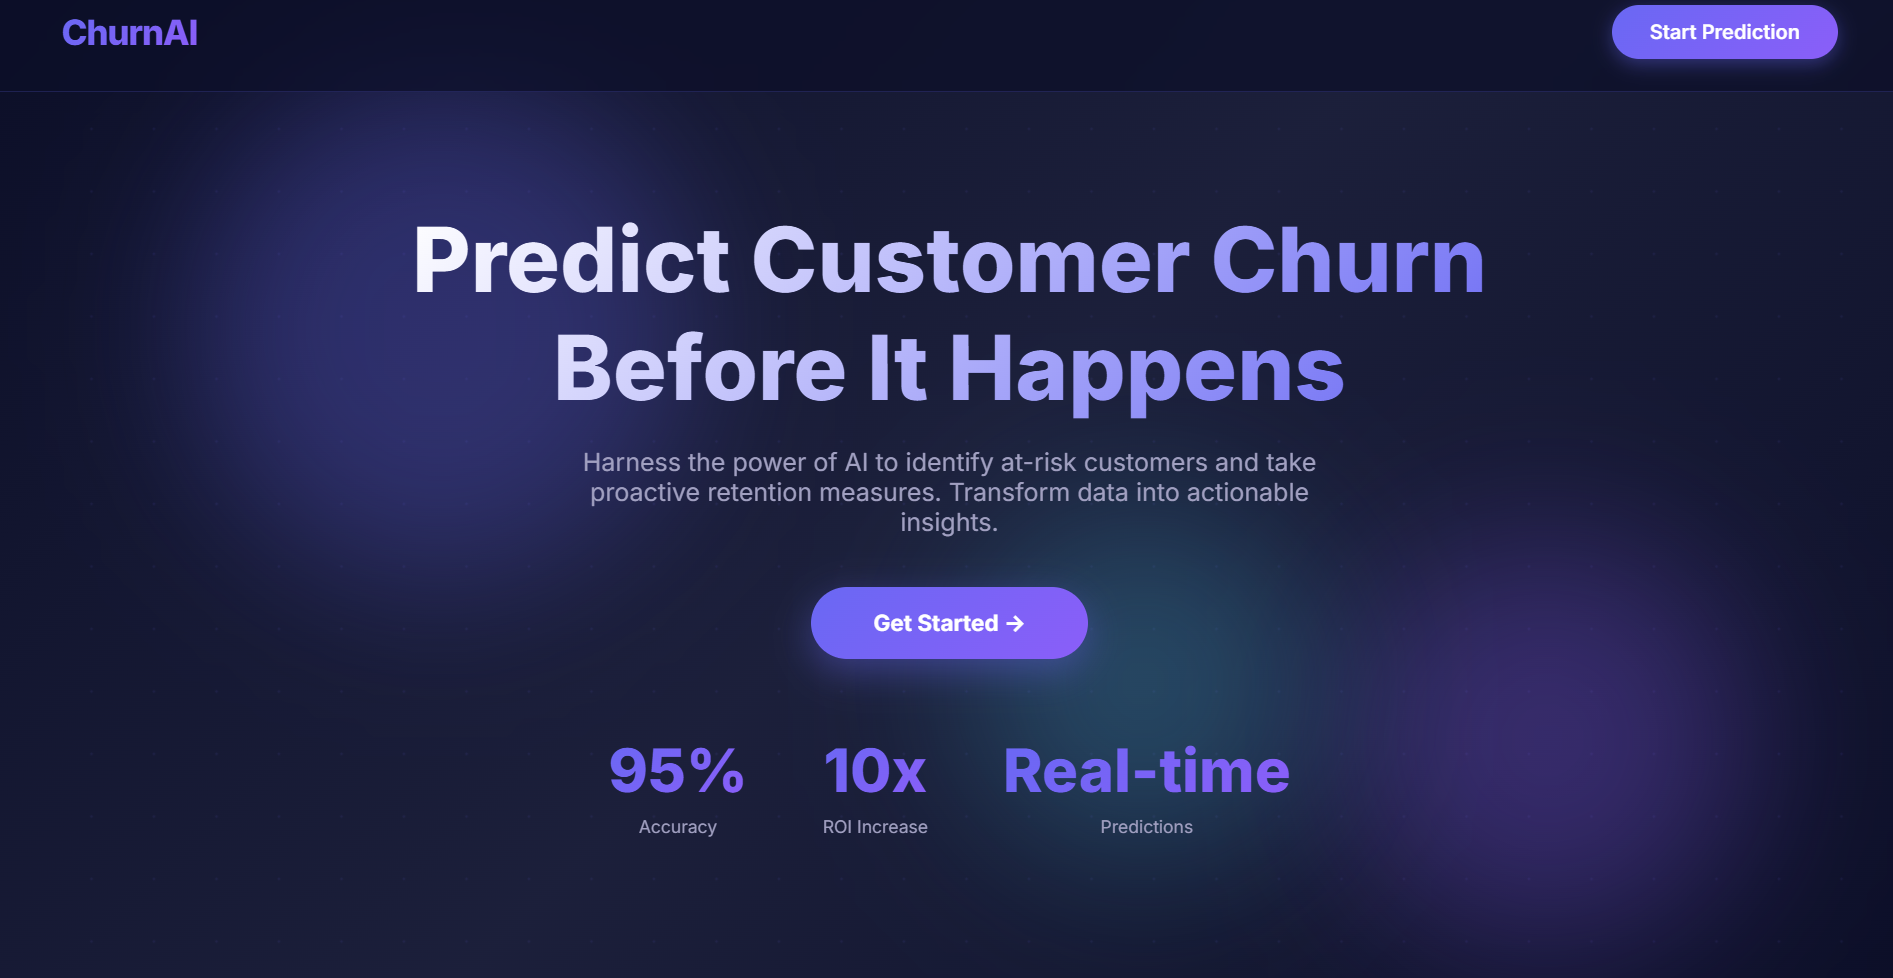 ChurnAI
Start Prediction
Predict Customer Churn
Before It Happens
Harness the power of AI to identify at-risk customers and take
proactive retention measures. Transform data into actionable
insights.
Get Started →
95%
Accuracy
10x
ROI Increase
Real-time
Predictions